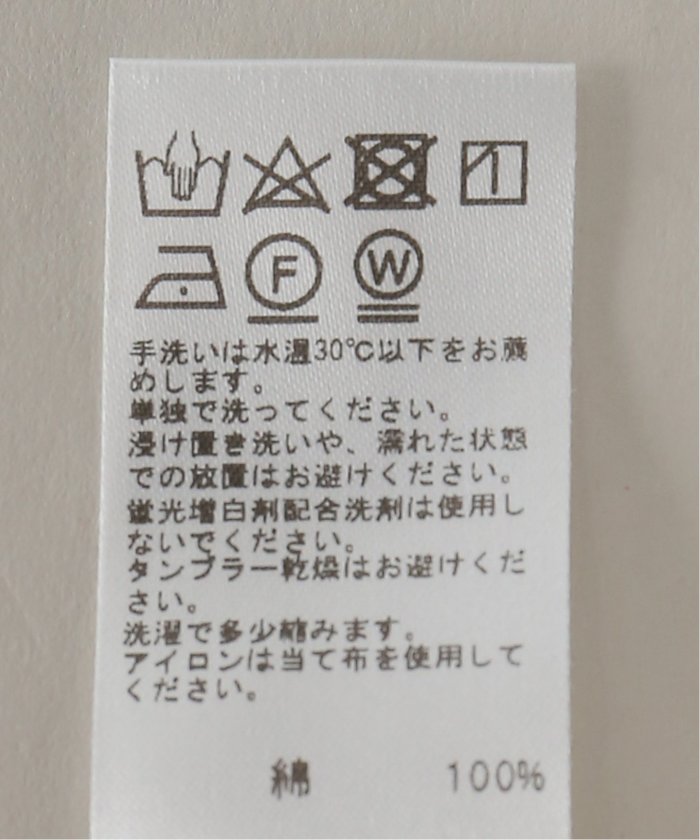 F W
手洗いは水温30℃以下をお薦
めします。
単独で洗ってください。
浸け置き洗いや、濡れた状態
での放置はお避けください。
蛍光増白剤配合洗剤は使用し
ないでください。
タンブラー乾燥はお避けくだ
さい。
洗濯で多少縮みます。
アイロンは当て布を使用して
ください。
綿 100%